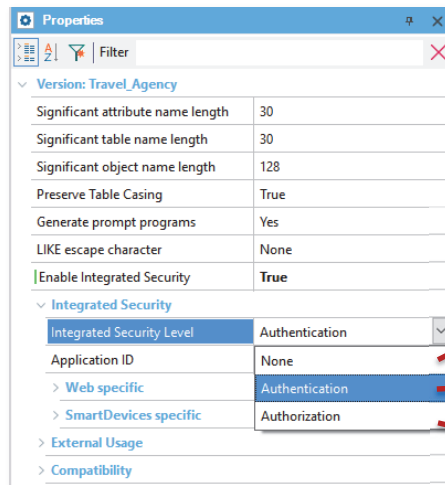 Properties
Filter
Version: Travel_Agency
Significant attribute name length 30
Significant table name length 30
Significant object name length 128
Preserve Table Casing True
Generate prompt programs Yes
LIKE escape character None
Enable Integrated Security True
Integrated Security
Integrated Security Level Authentication
Application ID None
Web specific Authentication
SmartDevices specific Authorization
External Usage
Compatibility